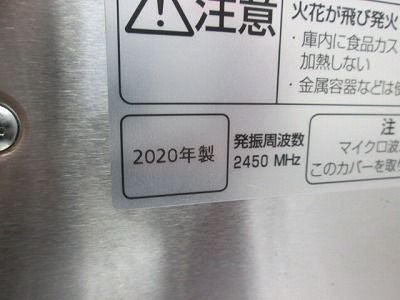 注意
火花が飛び発火
・庫内に食品カス
加熱しない
・金属容器などは使
2020年製
発振周波数
2450 MHz
注
マイクロ波
このカバーを取り